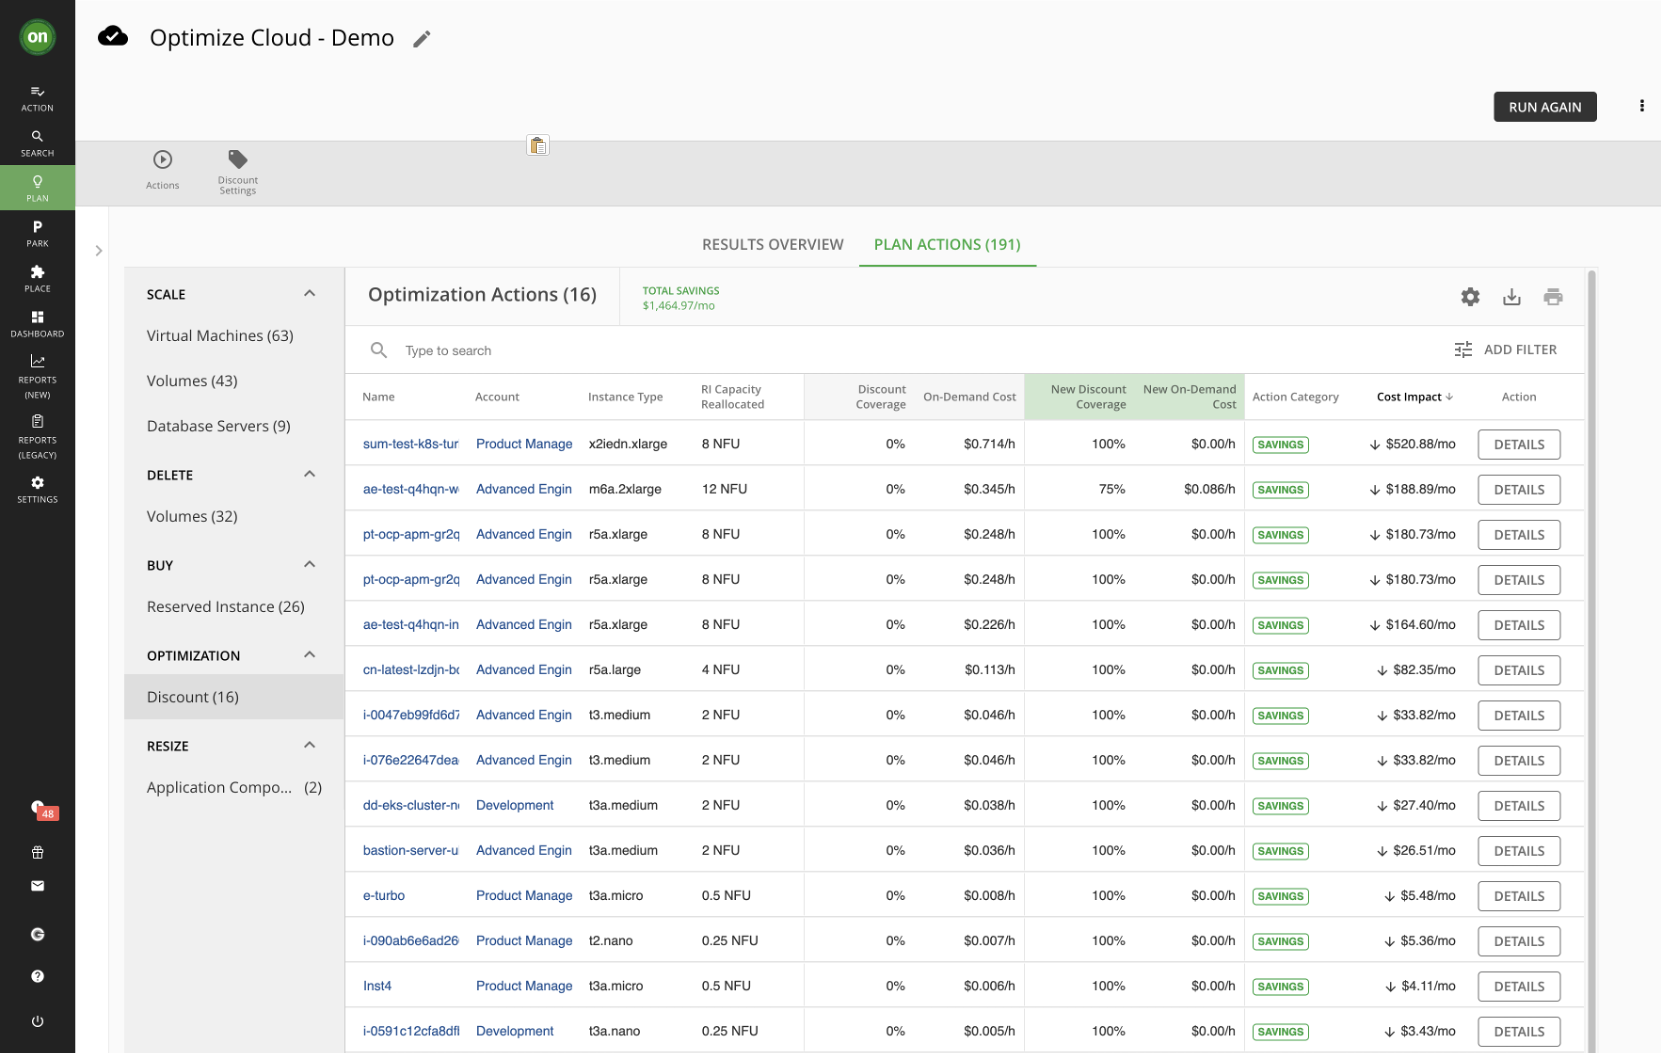 on
Optimize Cloud - Demo
ACTION
RUN AGAIN
SEARCH
PLAN
Actions
Discount
Settings
PARK
PLACE
DASHBOARD
REPORTS
(NEW)
REPORTS
(LEGACY)
SETTINGS
48
RESULTS OVERVIEW
PLAN ACTIONS (191)
SCALE
Virtual Machines (63)
Volumes (43)
Database Servers (9)
DELETE
Volumes (32)
BUY
Reserved Instance (26)
OPTIMIZATION
Discount (16)
RESIZE
Application Compo... (2)
Optimization Actions (16)
TOTAL SAVINGS
$1,464.97/mo
Type to search
ADD FILTER
Name Account Instance Type RI Capacity Reallocated Discount Coverage On-Demand Cost New Discount Coverage New On-Demand Cost Action Category Cost Impact ↓ Action
sum-test-k8s-tur Product Manage x2iedn.xlarge 8 NFU 0% $0.714/h 100% $0.00/h SAVINGS ↓ $520.88/mo DETAILS
ae-test-q4hqn-w Advanced Engin m6a.2xlarge 12 NFU 0% $0.345/h 75% $0.086/h SAVINGS ↓ $188.89/mo DETAILS
pt-ocp-apm-gr2q Advanced Engin r5a.xlarge 8 NFU 0% $0.248/h 100% $0.00/h SAVINGS ↓ $180.73/mo DETAILS
pt-ocp-apm-gr2q Advanced Engin r5a.xlarge 8 NFU 0% $0.248/h 100% $0.00/h SAVINGS ↓ $180.73/mo DETAILS
ae-test-q4hqn-in Advanced Engin r5a.xlarge 8 NFU 0% $0.226/h 100% $0.00/h SAVINGS ↓ $164.60/mo DETAILS
cn-latest-lzdjn-bc Advanced Engin r5a.large 4 NFU 0% $0.113/h 100% $0.00/h SAVINGS ↓ $82.35/mo DETAILS
i-0047eb99fd6d7 Advanced Engin t3.medium 2 NFU 0% $0.046/h 100% $0.00/h SAVINGS ↓ $33.82/mo DETAILS
i-076e22647dea Advanced Engin t3.medium 2 NFU 0% $0.046/h 100% $0.00/h SAVINGS ↓ $33.82/mo DETAILS
dd-eks-cluster-n Development t3a.medium 2 NFU 0% $0.038/h 100% $0.00/h SAVINGS ↓ $27.40/mo DETAILS
bastion-server-u Advanced Engin t3a.medium 2 NFU 0% $0.036/h 100% $0.00/h SAVINGS ↓ $26.51/mo DETAILS
e-turbo Product Manage t3a.micro 0.5 NFU 0% $0.008/h 100% $0.00/h SAVINGS ↓ $5.48/mo DETAILS
i-090ab6e6ad26 Product Manage t2.nano 0.25 NFU 0% $0.007/h 100% $0.00/h SAVINGS ↓ $5.36/mo DETAILS
Inst4 Product Manage t3a.micro 0.5 NFU 0% $0.006/h 100% $0.00/h SAVINGS ↓ $4.11/mo DETAILS
i-0591c12cfa8dfl Development t3a.nano 0.25 NFU 0% $0.005/h 100% $0.00/h SAVINGS ↓ $3.43/mo DETAILS